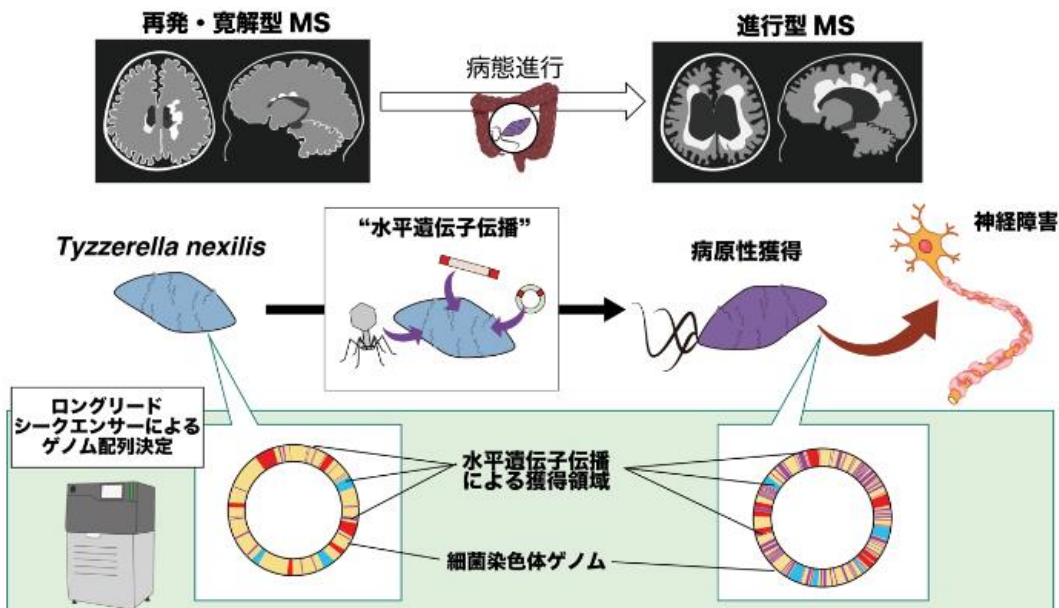 再発・寛解型 MS
進行型 MS
病態進行
Tyzzerella nexilis
“水平遺伝子伝播”
病原性獲得
神経障害
ロングリード
シークエンサーによる
ゲノム配列決定
水平遺伝子伝播
による獲得領域
細菌染色体ゲノム